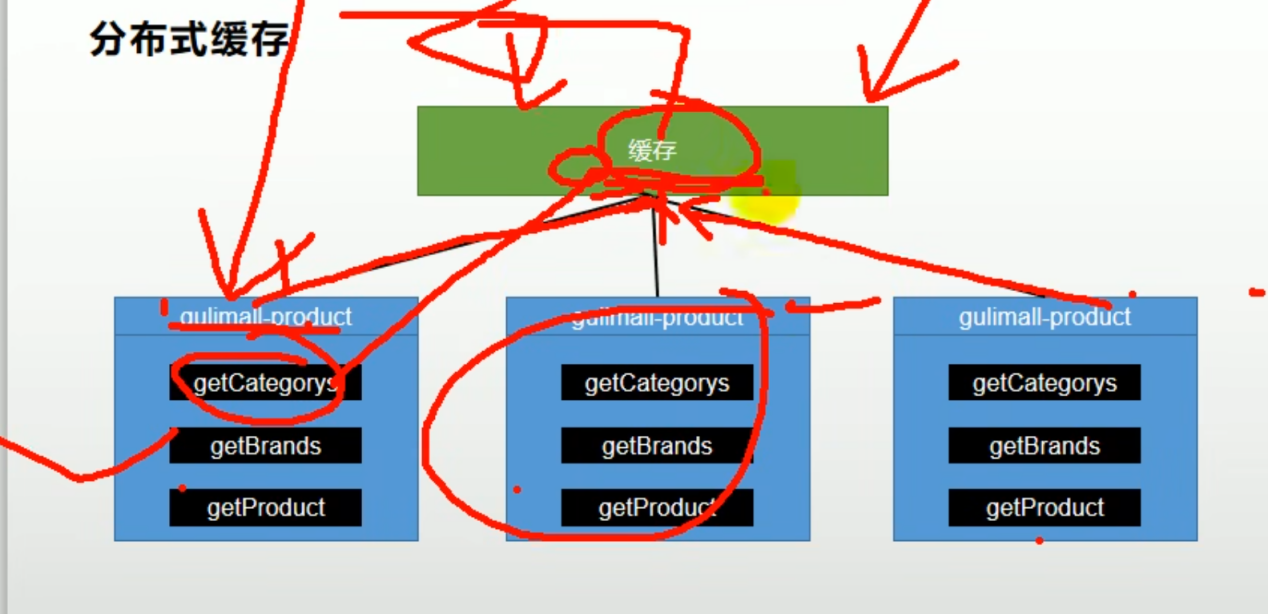 分布式缓存
缓存
gulimall-product
gulimall-product
gulimall-product
getCategorys
getCategorys
getCategorys
getBrands
getBrands
getBrands
getProduct
getProduct
getProduct